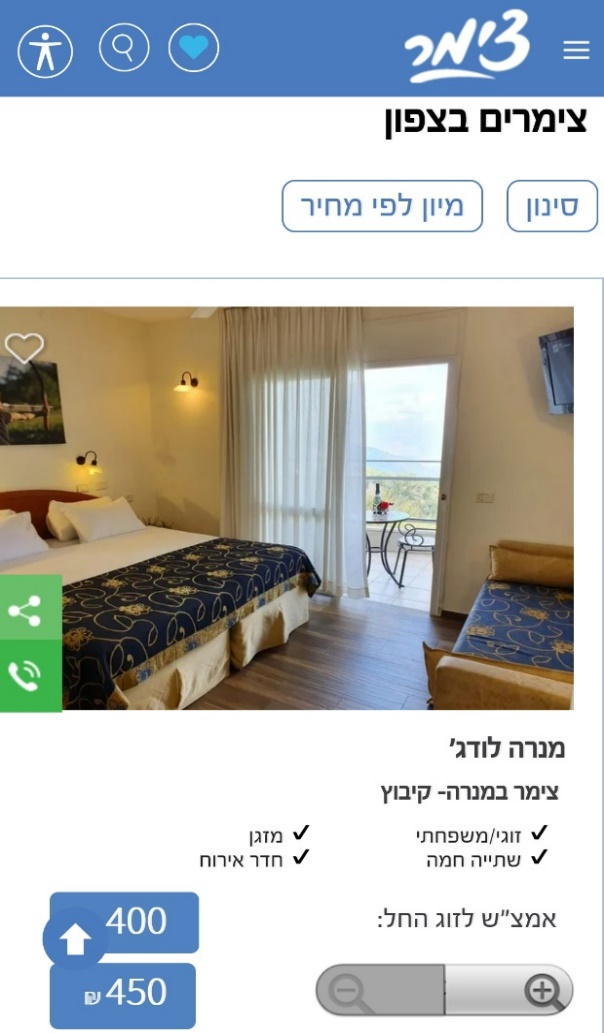 צימר
צימרים בצפון
סינון
מיון לפי מחיר
מנרה לודג'
צימר במנרה- קיבוץ
זוגי/משפחתי
מזגן
שתייה חמה
חדר אירוח
אמצ"ש לזוג החל:
400
450 ₪